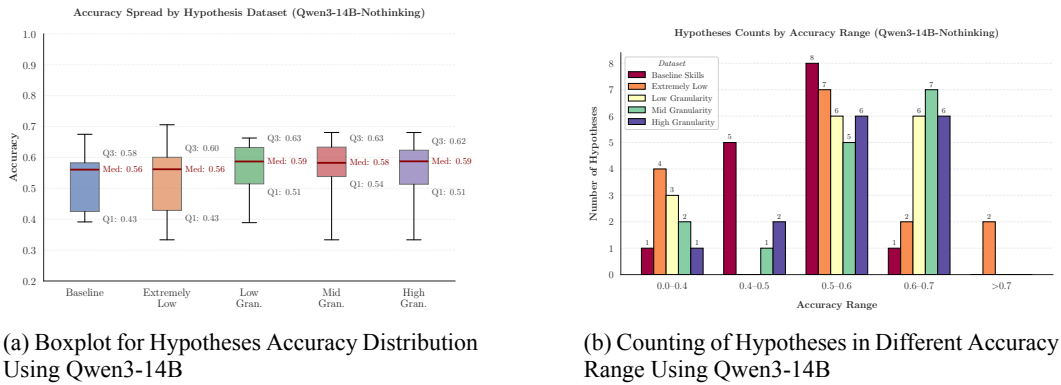 Accuracy Spread by Hypothesis Dataset (Qwen3-14B-Nothinking)
Accuracy
1.0
0.9
0.8
0.7
0.6
0.5
0.4
0.3
0.2
Q3: 0.58
Med: 0.56
Q1: 0.43
Q3: 0.60
Med: 0.56
Q1: 0.43
Q3: 0.63
Med: 0.59
Q1: 0.51
Q3: 0.63
Med: 0.58
Q1: 0.54
Q3: 0.62
Med: 0.59
Q1: 0.51
Baseline
Extremely
Low
Low
Gran.
Mid
Gran.
High
Gran.
(a) Boxplot for Hypotheses Accuracy Distribution
Using Qwen3-14B
Hypotheses Counts by Accuracy Range (Qwen3-14B-Nothinking)
Number of Hypotheses
8
7
6
5
4
3
2
1
0
Dataset
Baseline Skills
Extremely Low
Low Granularity
Mid Granularity
High Granularity
1
4
3
2
1
5
1
2
8
7
6
5
6
1
2
6
7
6
2
0.0–0.4
0.4–0.5
0.5–0.6
0.6–0.7
>0.7
Accuracy Range
(b) Counting of Hypotheses in Different Accuracy
Range Using Qwen3-14B